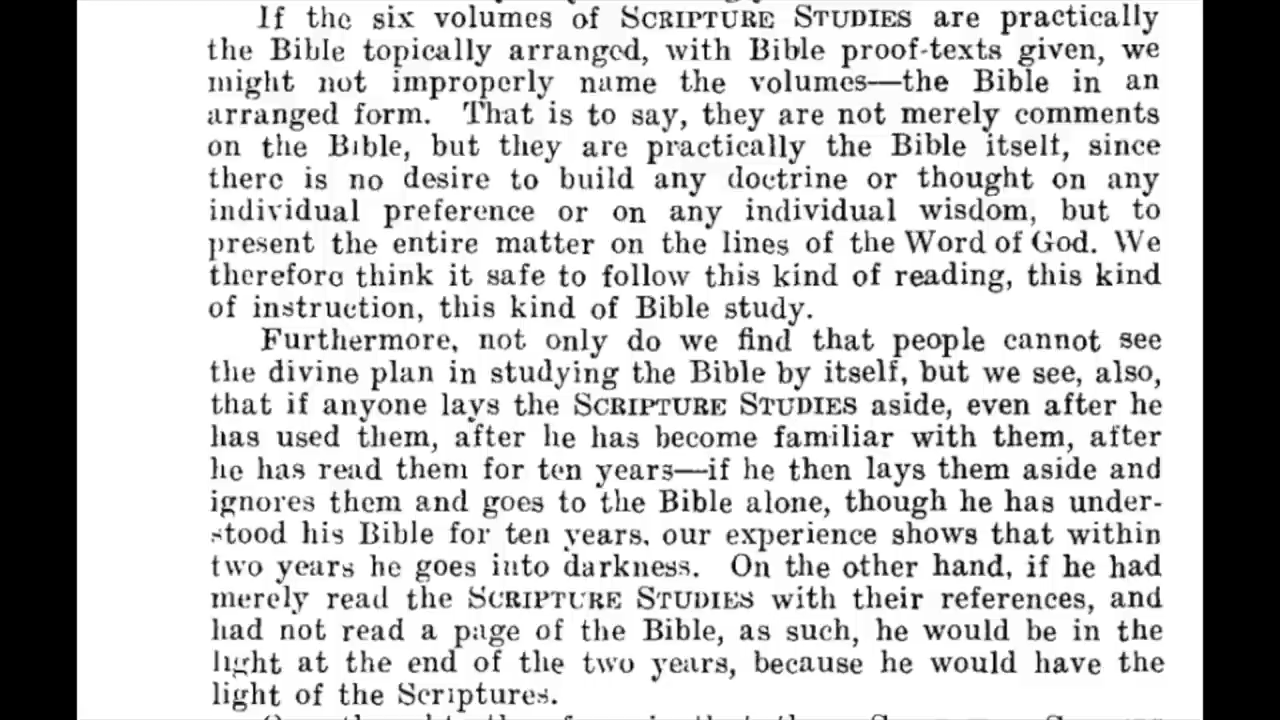 If the six volumes of SCRIPTURE STUDIES are practically
the Bible topically arranged, with Bible proof-texts given, we
might not improperly name the volumes—the Bible in an
arranged form. That is to say, they are not merely comments
on the Bible, but they are practically the Bible itself, since
there is no desire to build any doctrine or thought on any
individual preference or on any individual wisdom, but to
present the entire matter on the lines of the Word of God. We
therefore think it safe to follow this kind of reading, this kind
of instruction, this kind of Bible study.
Furthermore, not only do we find that people cannot see
the divine plan in studying the Bible by itself, but we see, also,
that if anyone lays the SCRIPTURE STUDIES aside, even after he
has used them, after he has become familiar with them, after
he has read them for ten years—if he then lays them aside and
ignores them and goes to the Bible alone, though he has under-
stood his Bible for ten years, our experience shows that within
two years he goes into darkness. On the other hand, if he had
merely read the SCRIPTURE STUDIES with their references, and
had not read a page of the Bible, as such, he would be in the
light at the end of the two years, because he would have the
light of the Scriptures.